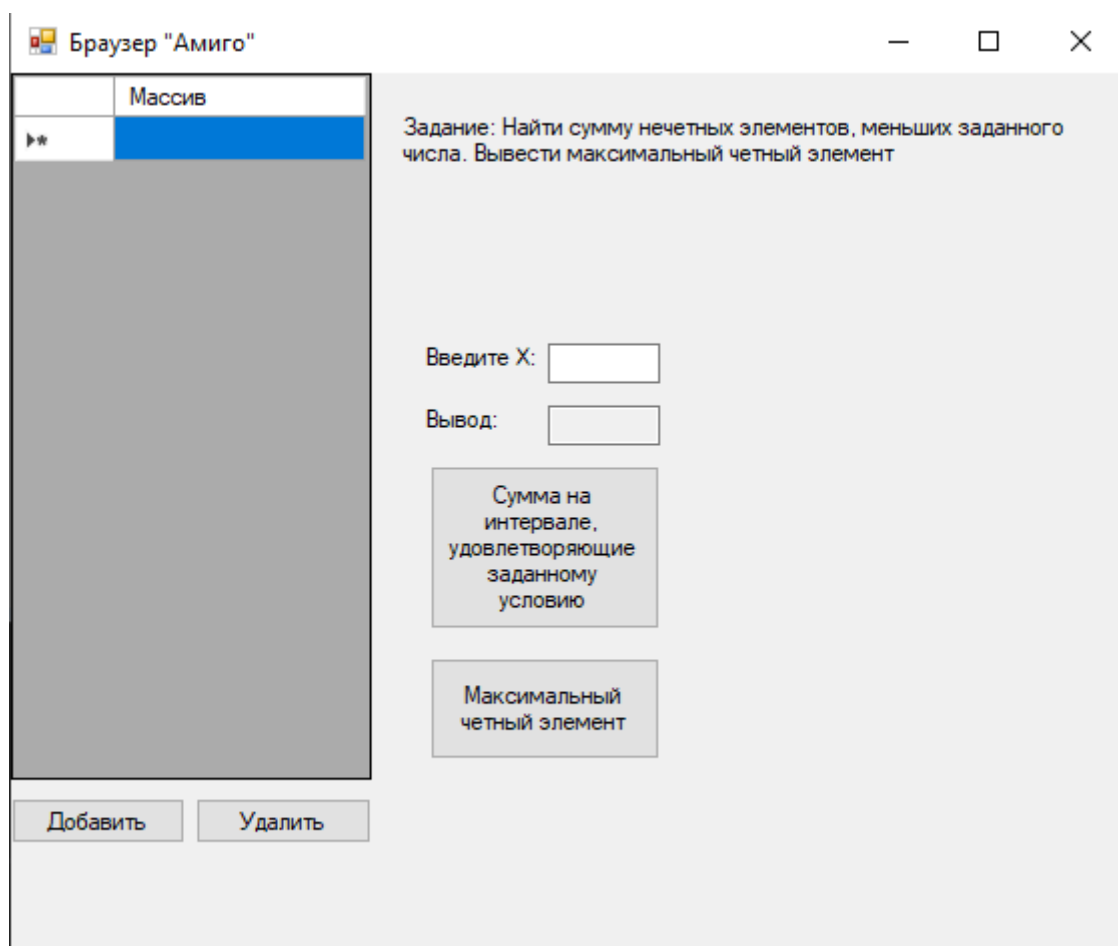 Браузер "Амиго"
Массив
Задание: Найти сумму нечетных элементов, меньших заданного
числа. Вывести максимальный четный элемент
Введите X:
Вывод:
Сумма на
интервале,
удовлетворяющие
заданному
условию
Максимальный
четный элемент
Добавить
Удалить